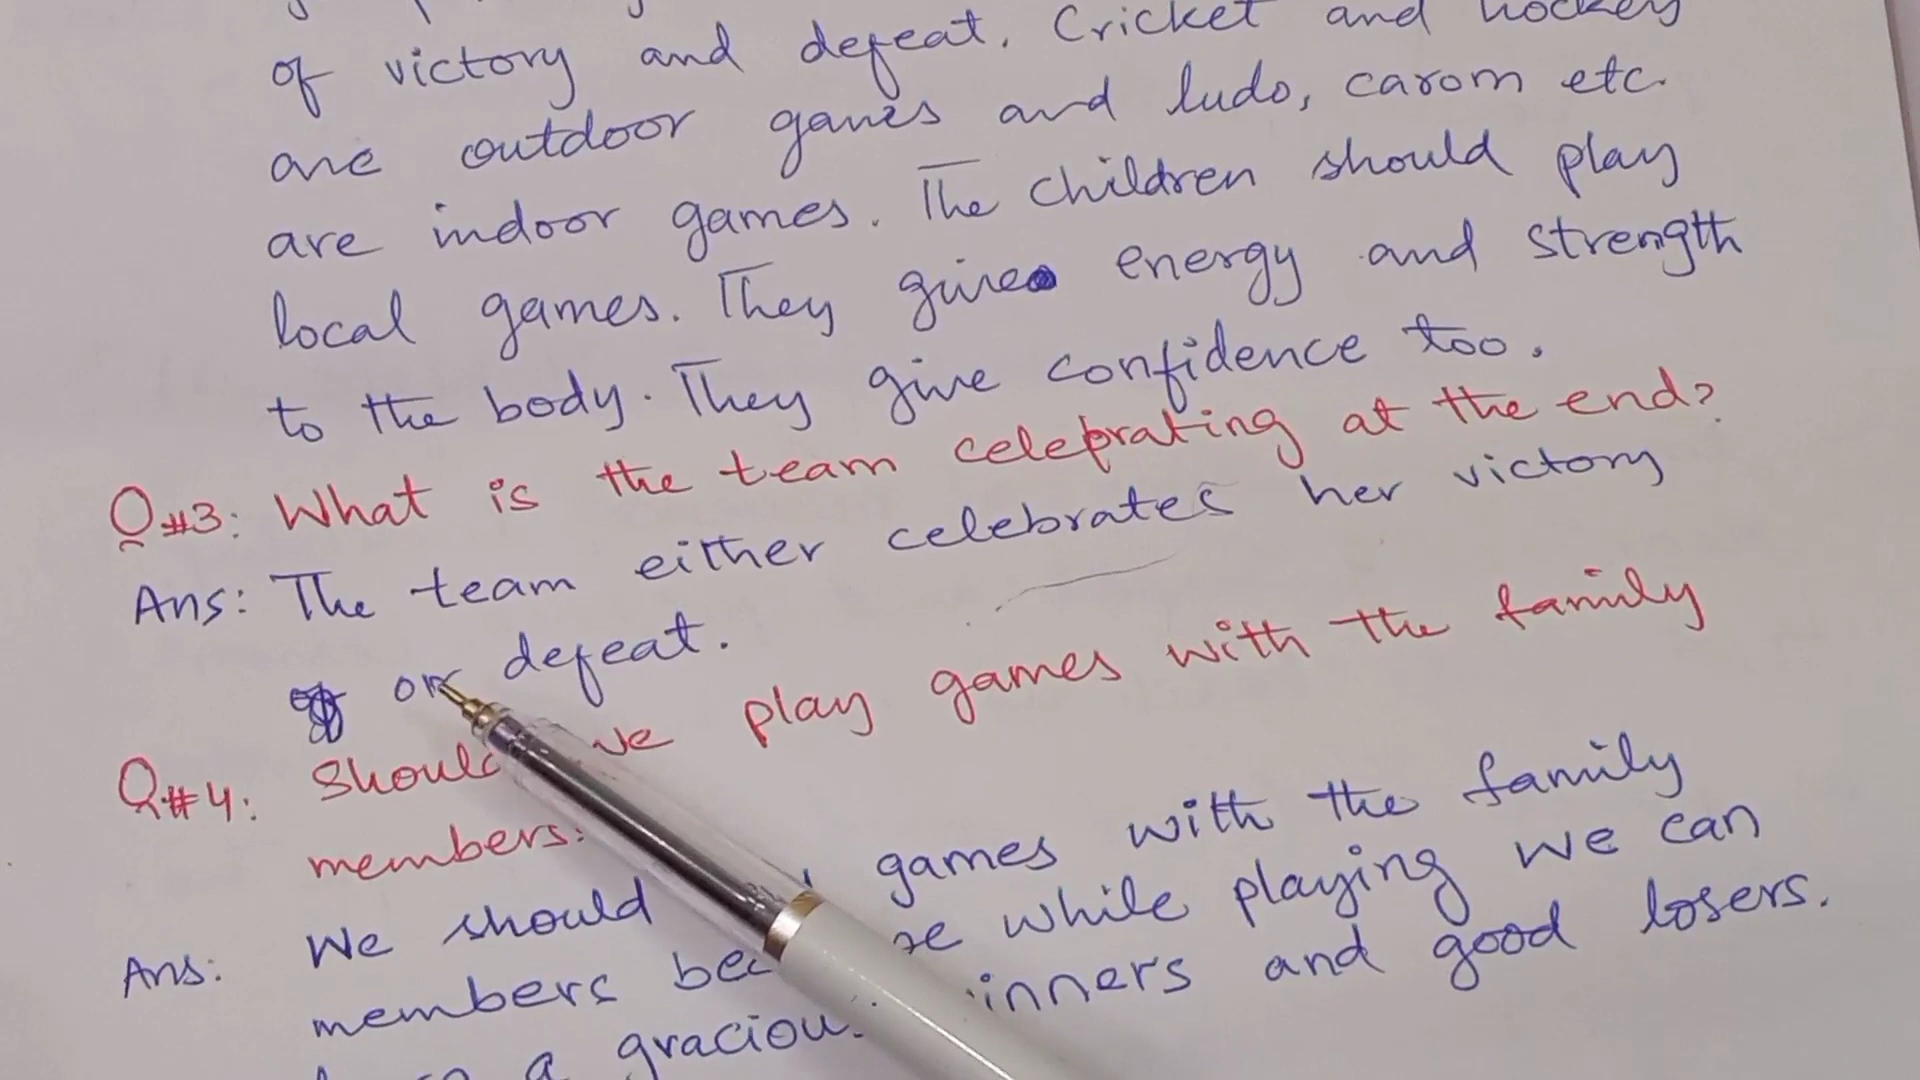 of victory and defeat. Cricket and hockey
are outdoor games and ludo, carom etc.
are indoor games. The children should play
local games. They give energy and strength
to the body. They give confidence too.
Q#3: What is the team celebrating at the end?
Ans: The team either celebrates her victory
or defeat.
Q#4: Should we play games with the family
members:
Ans: We should games with the family
members while playing we can
a and good losers.